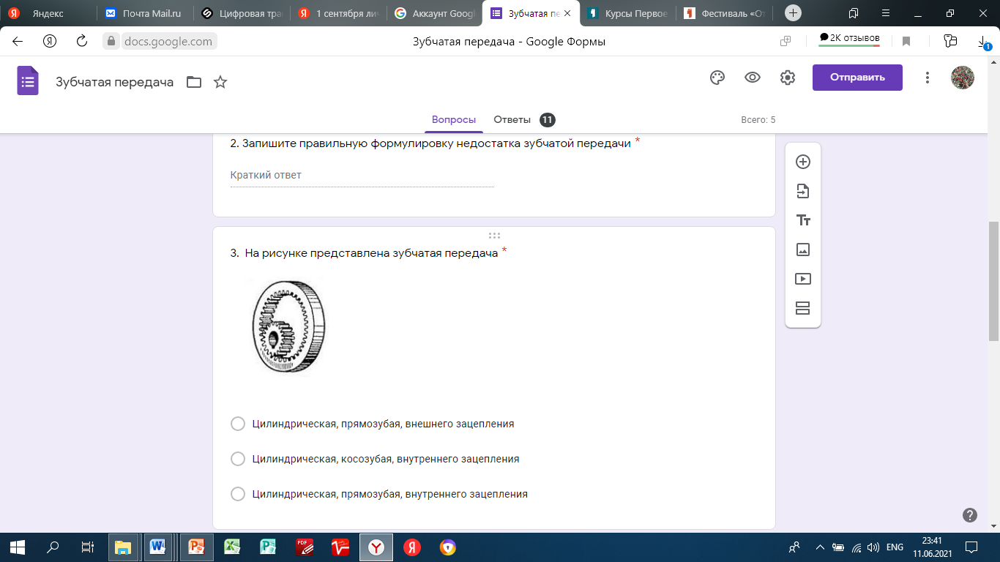 Яндекс
Почта Mail.ru
Цифровая тра
1 сентября ли
Аккаунт Googl
Зубчатая пе
Курсы Первое
Фестиваль «От
docs.google.com
Зубчатая передача - Google Формы
2К отзывов
1
Зубчатая передача
Отправить
Вопросы
Ответы 11
Всего: 5
2. Запишите правильную формулировку недостатка зубчатой передачи *
Краткий ответ
3. На рисунке представлена зубчатая передача *
Цилиндрическая, прямозубая, внешнего зацепления
Цилиндрическая, косозубая, внутреннего зацепления
Цилиндрическая, прямозубая, внутреннего зацепления
ENG
23:41
11.06.2021